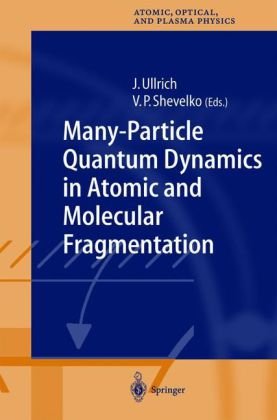 ATOMIC, OPTICAL,
AND PLASMA PHYSICS
J. Ullrich
V. P. Shevelko (Eds.)
Many-Particle
Quantum Dynamics
in Atomic and
Molecular
Fragmentation
Springer